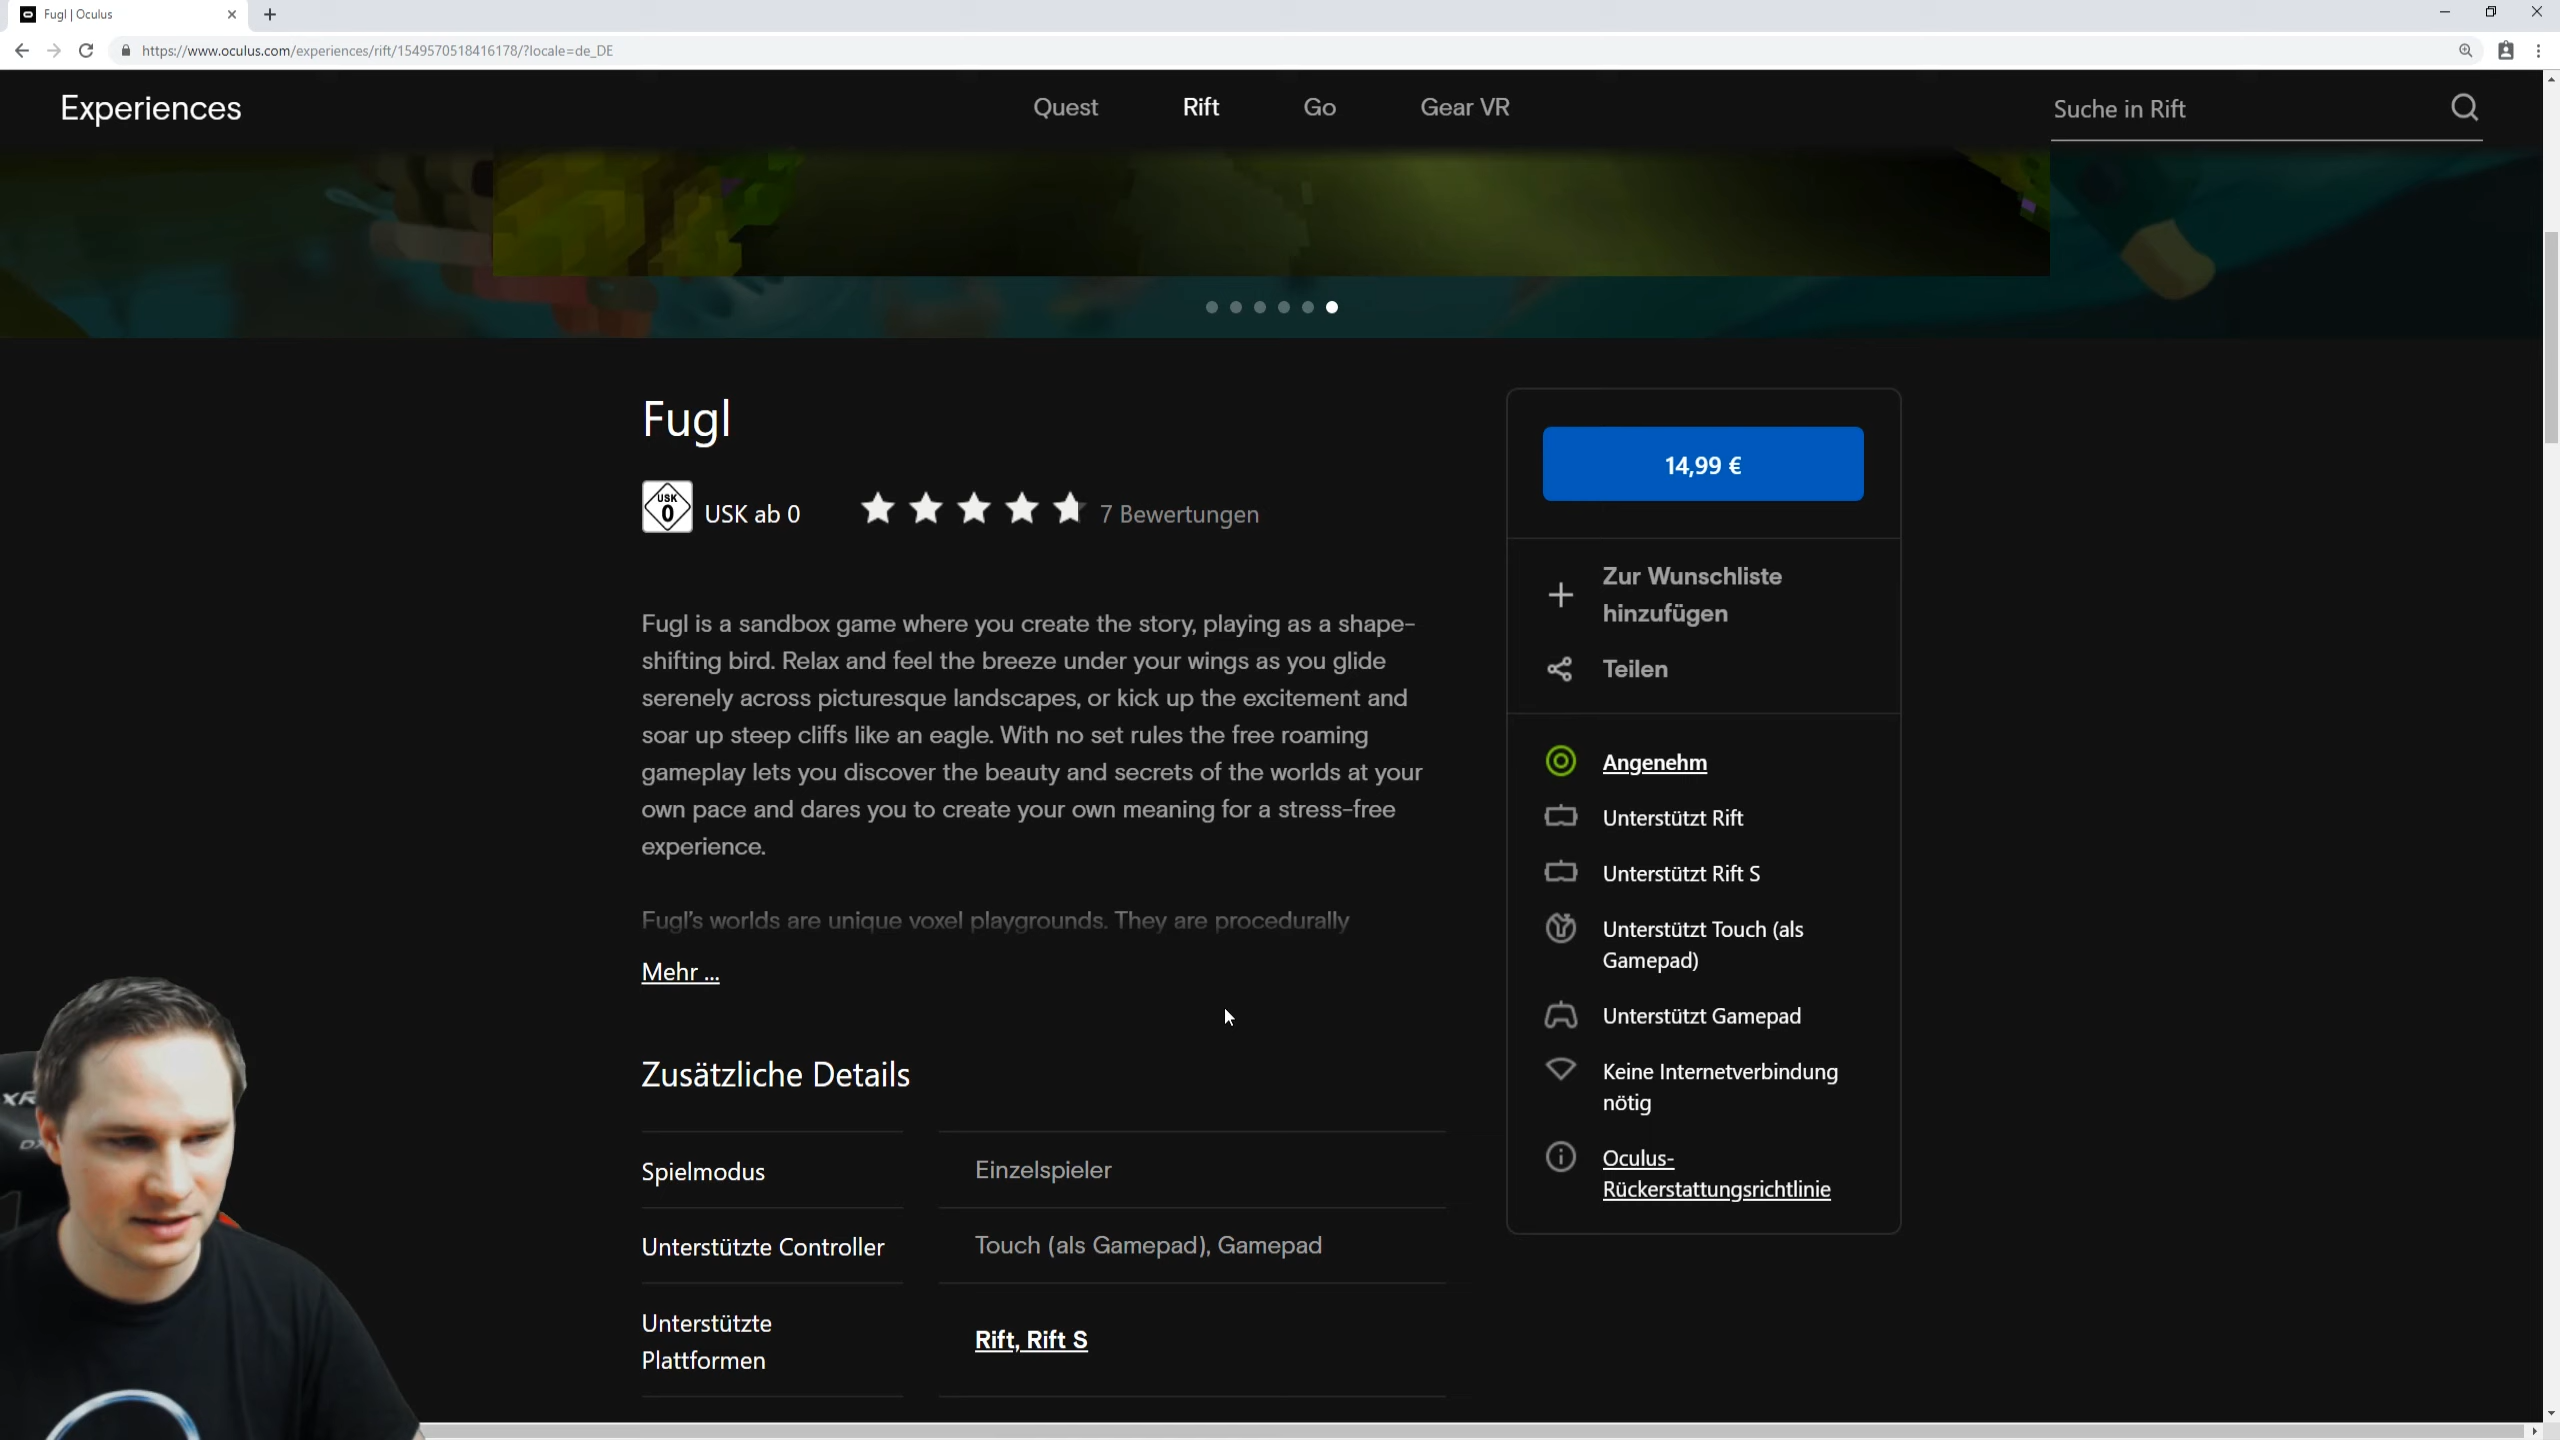 Fugl | Oculus
https://www.oculus.com/experiences/rift/1549570518416178/?locale=de_DE
Experiences
Quest
Rift
Go
Gear VR
Suche in Rift
Fugl
USK
0
USK ab 0
7 Bewertungen
Fugl is a sandbox game where you create the story, playing as a shape-
shifting bird. Relax and feel the breeze under your wings as you glide
serenely across picturesque landscapes, or kick up the excitement and
soar up steep cliffs like an eagle. With no set rules the free roaming
gameplay lets you discover the beauty and secrets of the worlds at your
own pace and dares you to create your own meaning for a stress-free
experience.
Fugl's worlds are unique voxel playgrounds. They are procedurally
Mehr ...
Zusätzliche Details
Spielmodus
Einzelspieler
Unterstützte Controller
Touch (als Gamepad), Gamepad
Unterstützte
Plattformen
Rift, Rift S
14,99 €
Zur Wunschliste
hinzufügen
Teilen
Angenehm
Unterstützt Rift
Unterstützt Rift S
Unterstützt Touch (als
Gamepad)
Unterstützt Gamepad
Keine Internetverbindung
nötig
Oculus-
Rückerstattungsrichtlinie